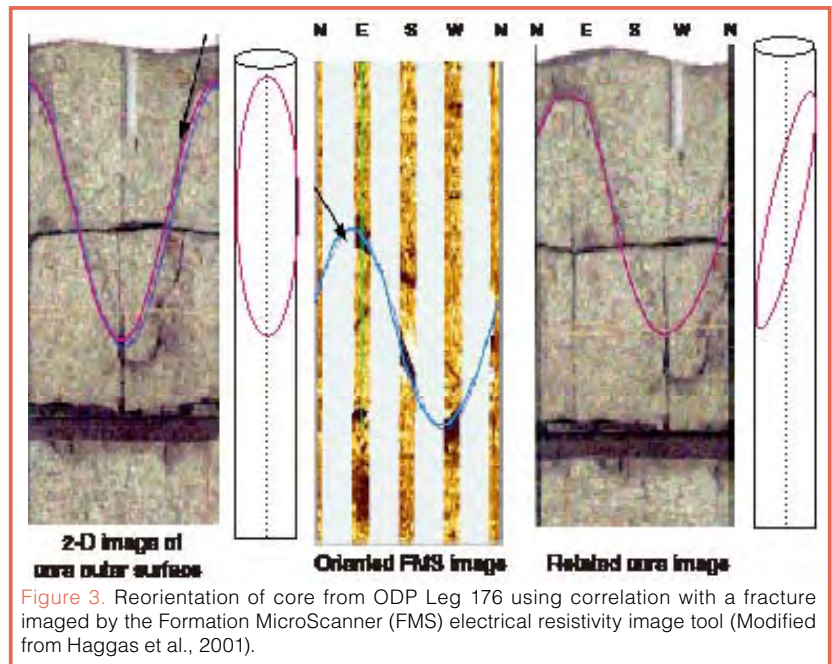 N E S W N N E S W N
2-D image of
core outer surface
Oriented FMS image
Rotated core image
Figure 3. Reorientation of core from ODP Leg 176 using correlation with a fracture
imaged by the Formation MicroScanner (FMS) electrical resistivity image tool (Modified
from Haggas et al., 2001).